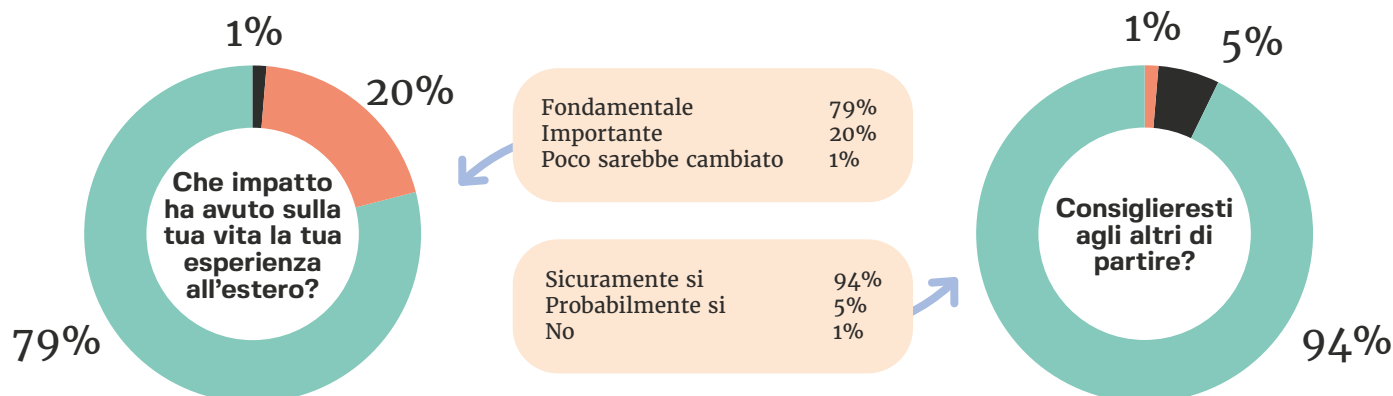 1%
20%
79%
Che impatto
ha avuto sulla
tua vita la tua
esperienza
all'estero?
Fondamentale 79%
Importante 20%
Poco sarebbe cambiato 1%
Sicuramente si 94%
Probabilmente si 5%
No 1%
1%
5%
94%
Consiglieresti
agli altri di
partire?